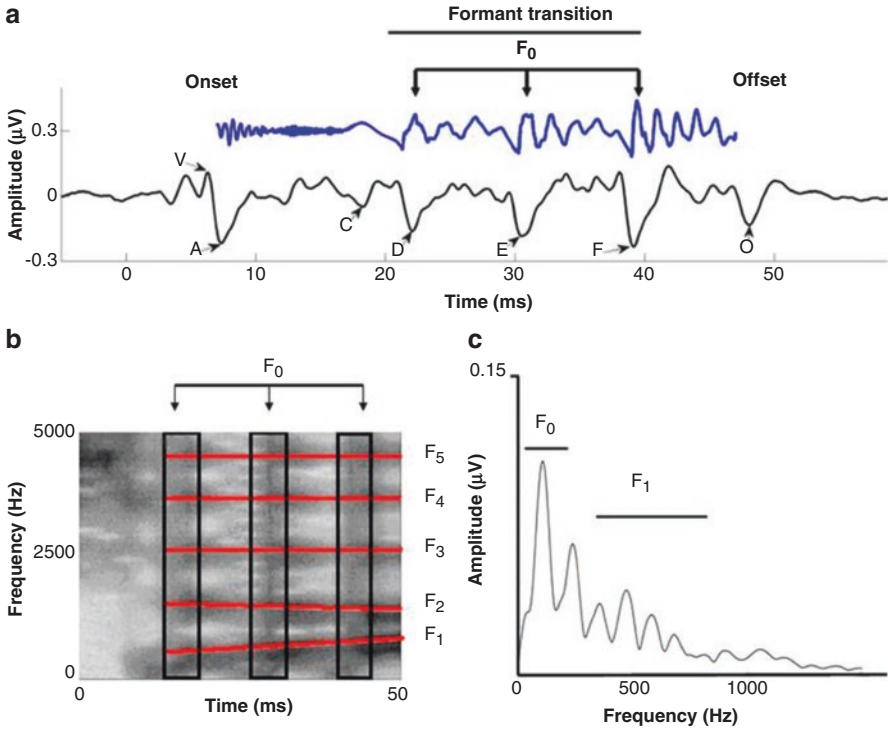 a
Formant transition
F0
Onset
Offset
Amplitude (μV)
0.3
0
-0.3
V
A
C
D
E
F
O
0 10 20 30 40 50
Time (ms)
b
F0
Frequency (Hz)
5000
2500
0
F5
F4
F3
F2
F1
0 50
Time (ms)
c
0.15
Amplitude (μV)
F0
F1
0 500 1000
Frequency (Hz)